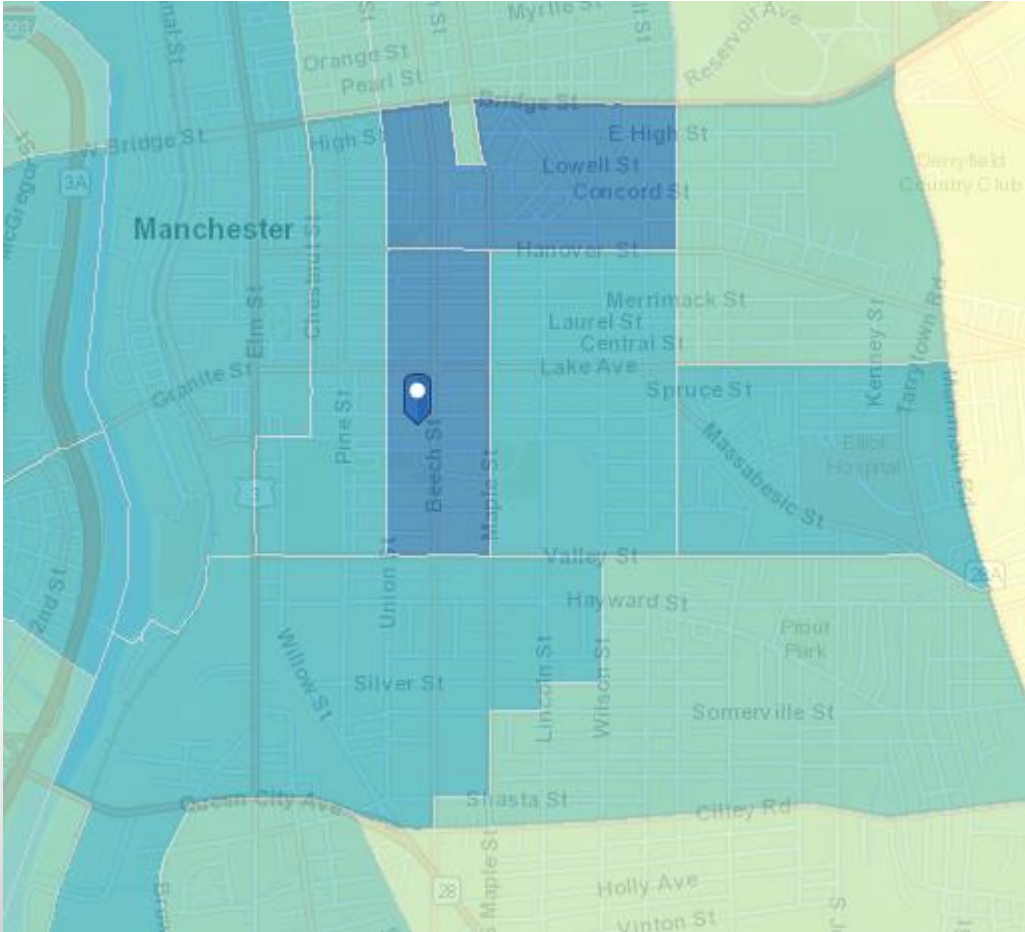 Myrtle St
Reservoir Ave
Orange St
Pearl St
Bridge St
W Bridge St
High St
E High St
Lowell St
Concord St
Derryfield
Country Club
3A
McGregor St
Manchester
Hanover St
Chestnut St
Elm St
Merrimack St
Laurel St
Central St
Lake Ave
Granite St
Spruce St
Kenney St
Tarrytown Rd
Pine St
Beech St
Maple St
Massabesic St
Elliot
Hospital
3
Valley St
28A
Union St
2nd St
Hayward St
Prout
Park
Willow St
Silver St
Lincoln St
Wilson St
Somerville St
Queen City Ave
Shasta St
Cilley Rd
S Maple St
28
Holly Ave
Vinton St